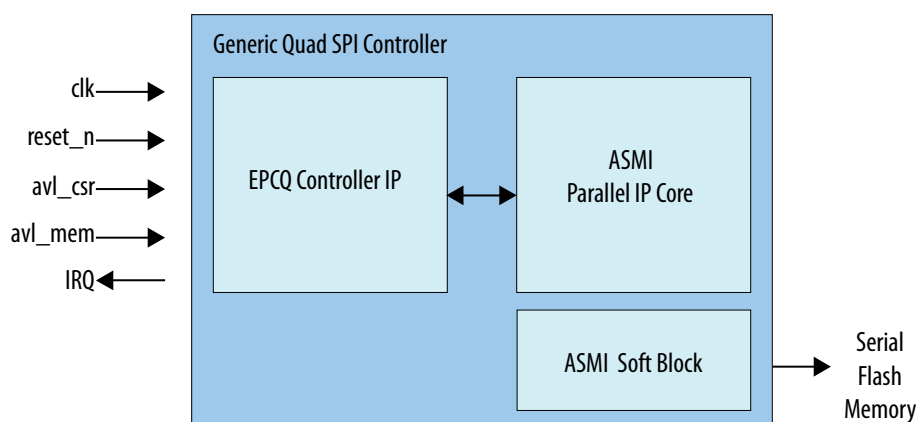 Generic Quad SPI Controller
clk
reset_n
avl_csr
avl_mem
IRQ
EPCQ Controller IP
ASMI
Parallel IP Core
ASMI Soft Block
Serial
Flash
Memory